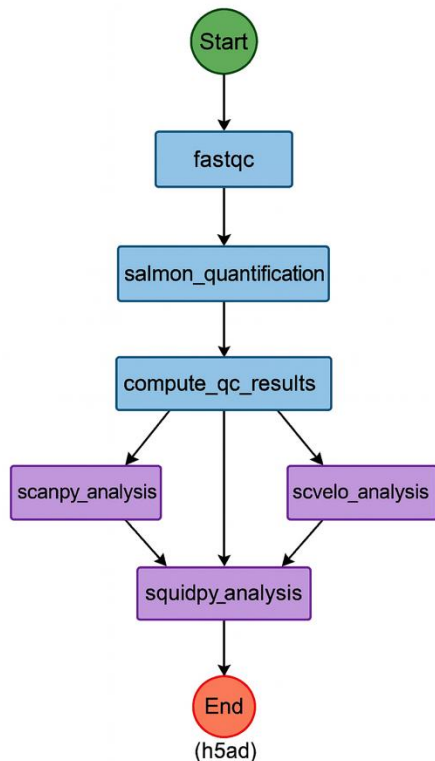 Start
fastqc
salmon_quantification
compute_qc_results
scanpy_analysis
scvelo_analysis
squidpy_analysis
End
(h5ad)